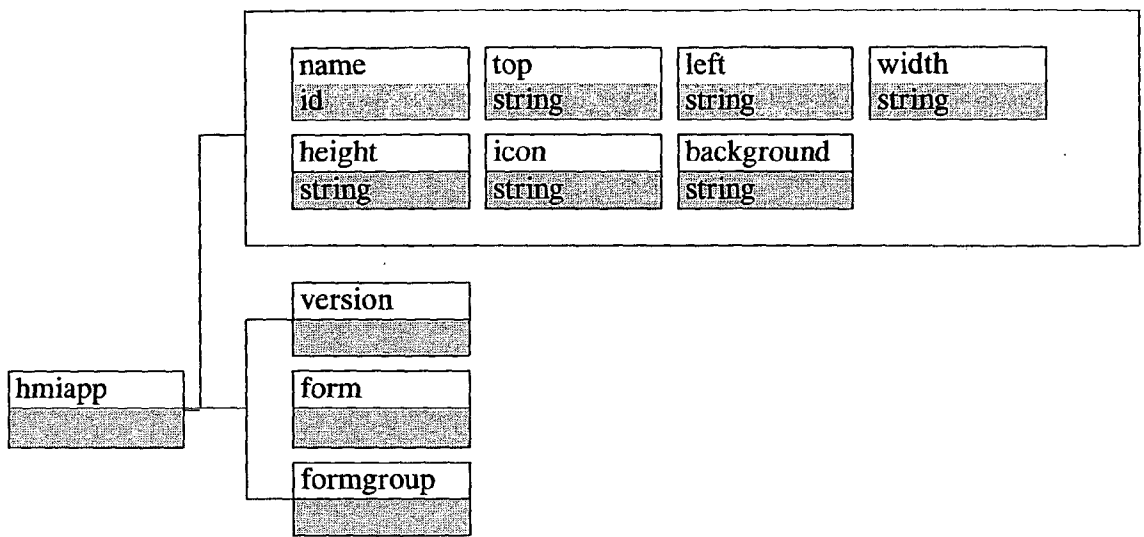 name top left width
id string string string
height icon background
string string string
version
hmiapp form
formgroup